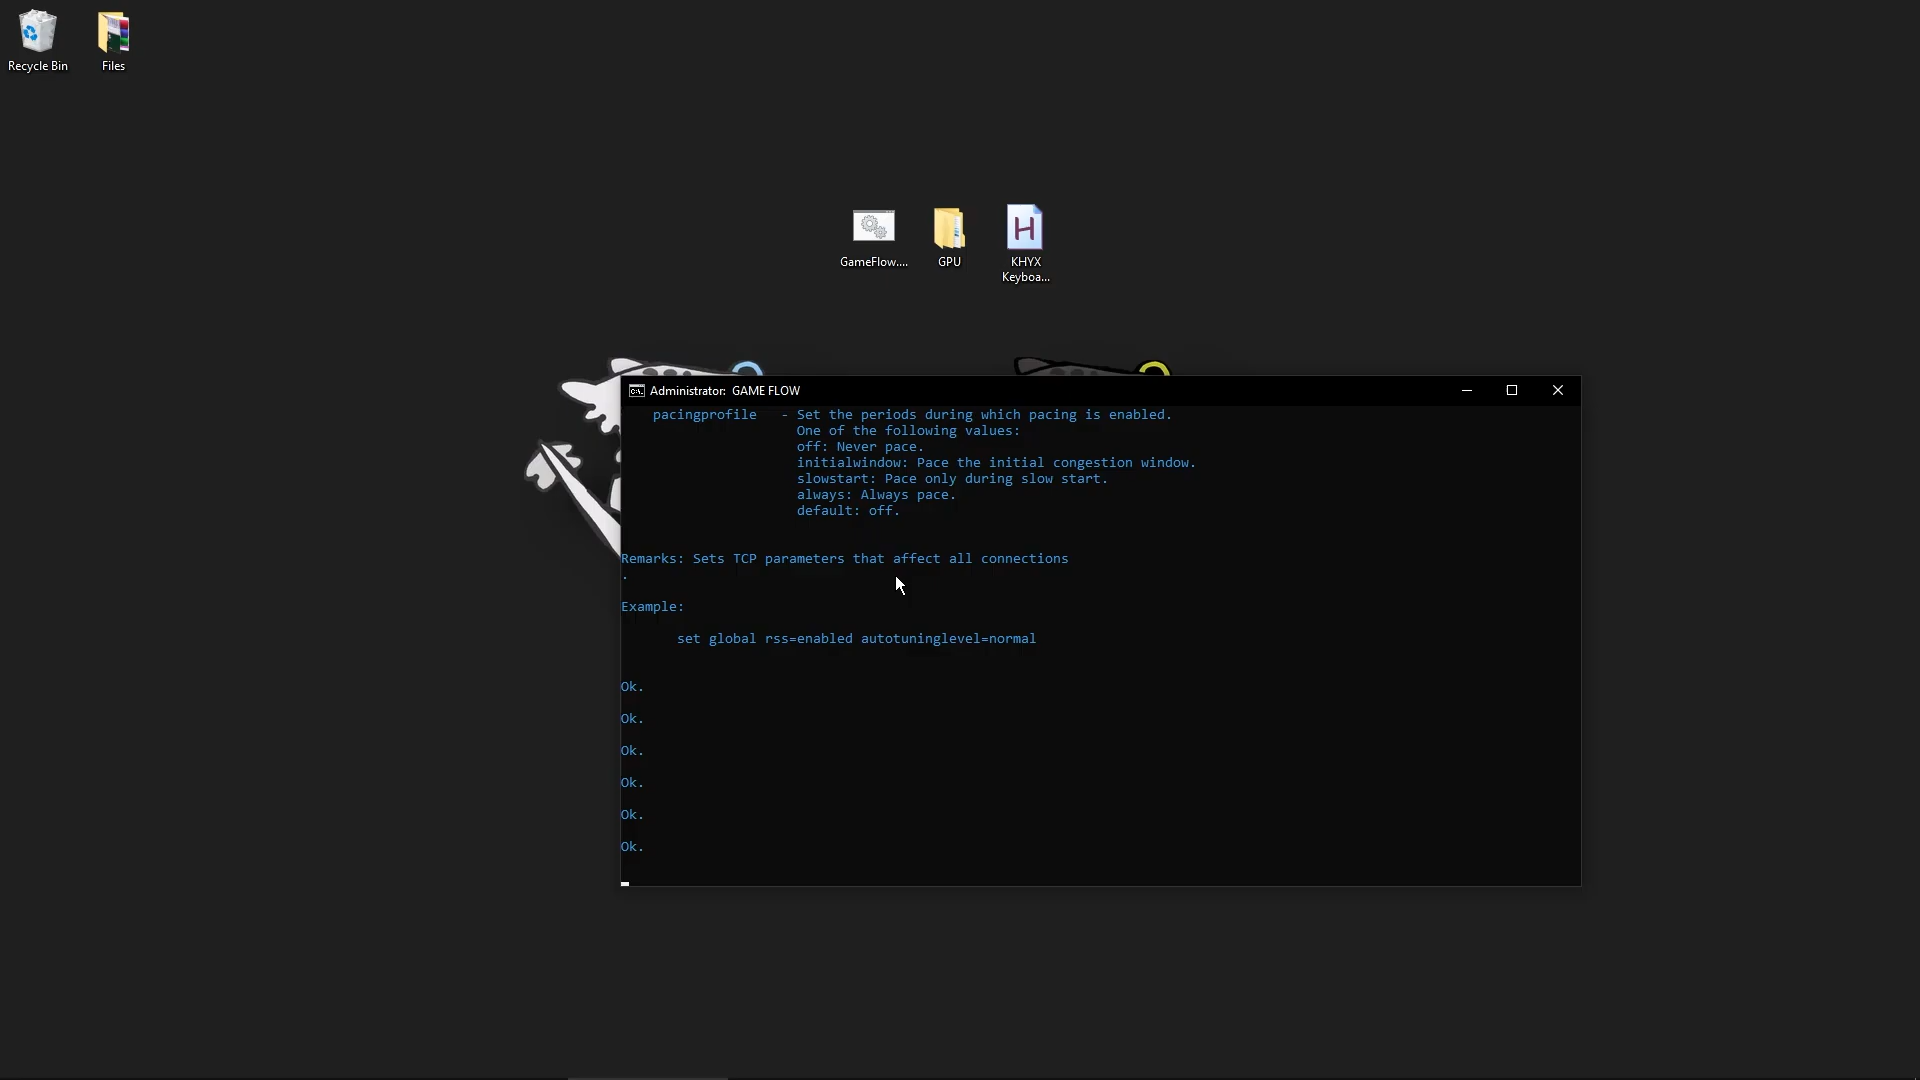 Recycle Bin
Files
GameFlow....
GPU
KHYX
Keyboa...
Administrator:  GAME FLOW
pacingprofile   - Set the periods during which pacing is enabled.
One of the following values:
off: Never pace.
initialwindow: Pace the initial congestion window.
slowstart: Pace only during slow start.
always: Always pace.
default: off.
Remarks: Sets TCP parameters that affect all connections
.
Example:
set global rss=enabled autotuninglevel=normal
Ok.
Ok.
Ok.
Ok.
Ok.
Ok.